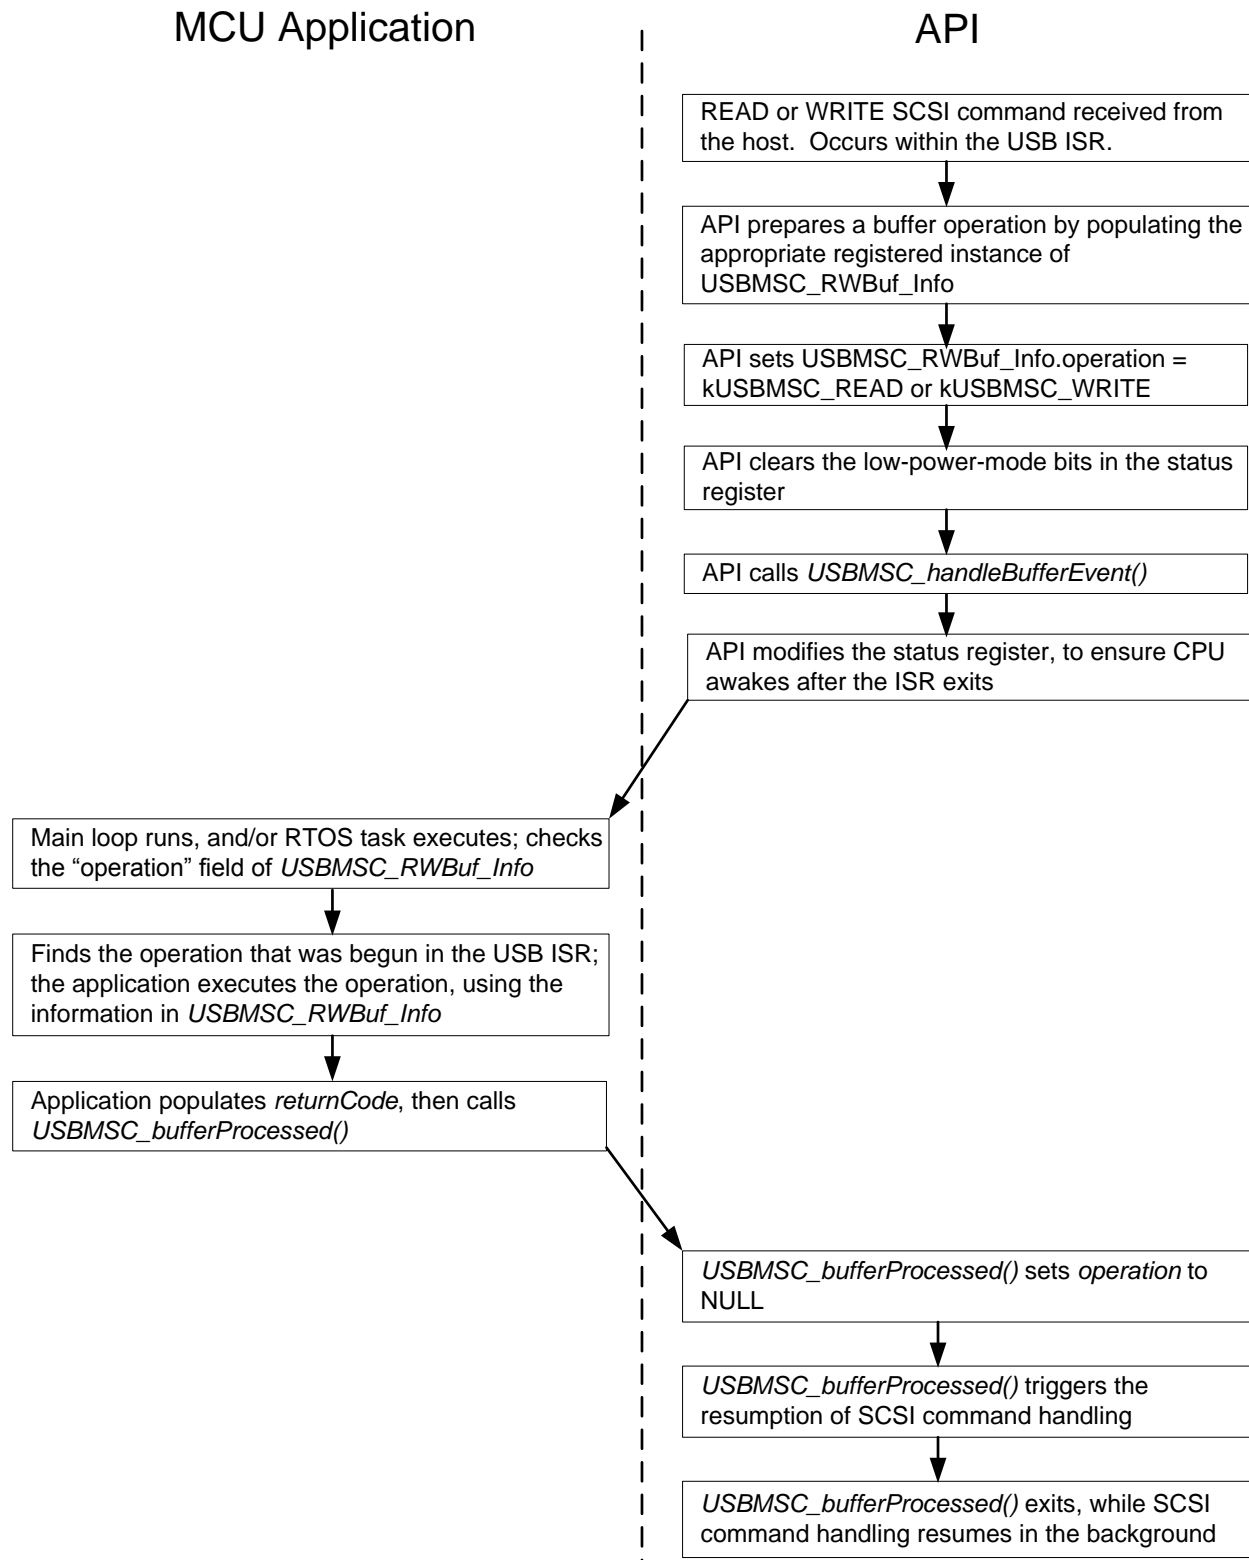 MCU Application
API
READ or WRITE SCSI command received from
the host.  Occurs within the USB ISR.
API prepares a buffer operation by populating the
appropriate registered instance of
USBMSC_RWBuf_Info
API sets USBMSC_RWBuf_Info.operation =
kUSBMSC_READ or kUSBMSC_WRITE
API clears the low-power-mode bits in the status
register
API calls USBMSC_handleBufferEvent()
API modifies the status register, to ensure CPU
awakes after the ISR exits
Main loop runs, and/or RTOS task executes; checks
the “operation” field of USBMSC_RWBuf_Info
Finds the operation that was begun in the USB ISR;
the application executes the operation, using the
information in USBMSC_RWBuf_Info
Application populates returnCode, then calls
USBMSC_bufferProcessed()
USBMSC_bufferProcessed() sets operation to
NULL
USBMSC_bufferProcessed() triggers the
resumption of SCSI command handling
USBMSC_bufferProcessed() exits, while SCSI
command handling resumes in the background